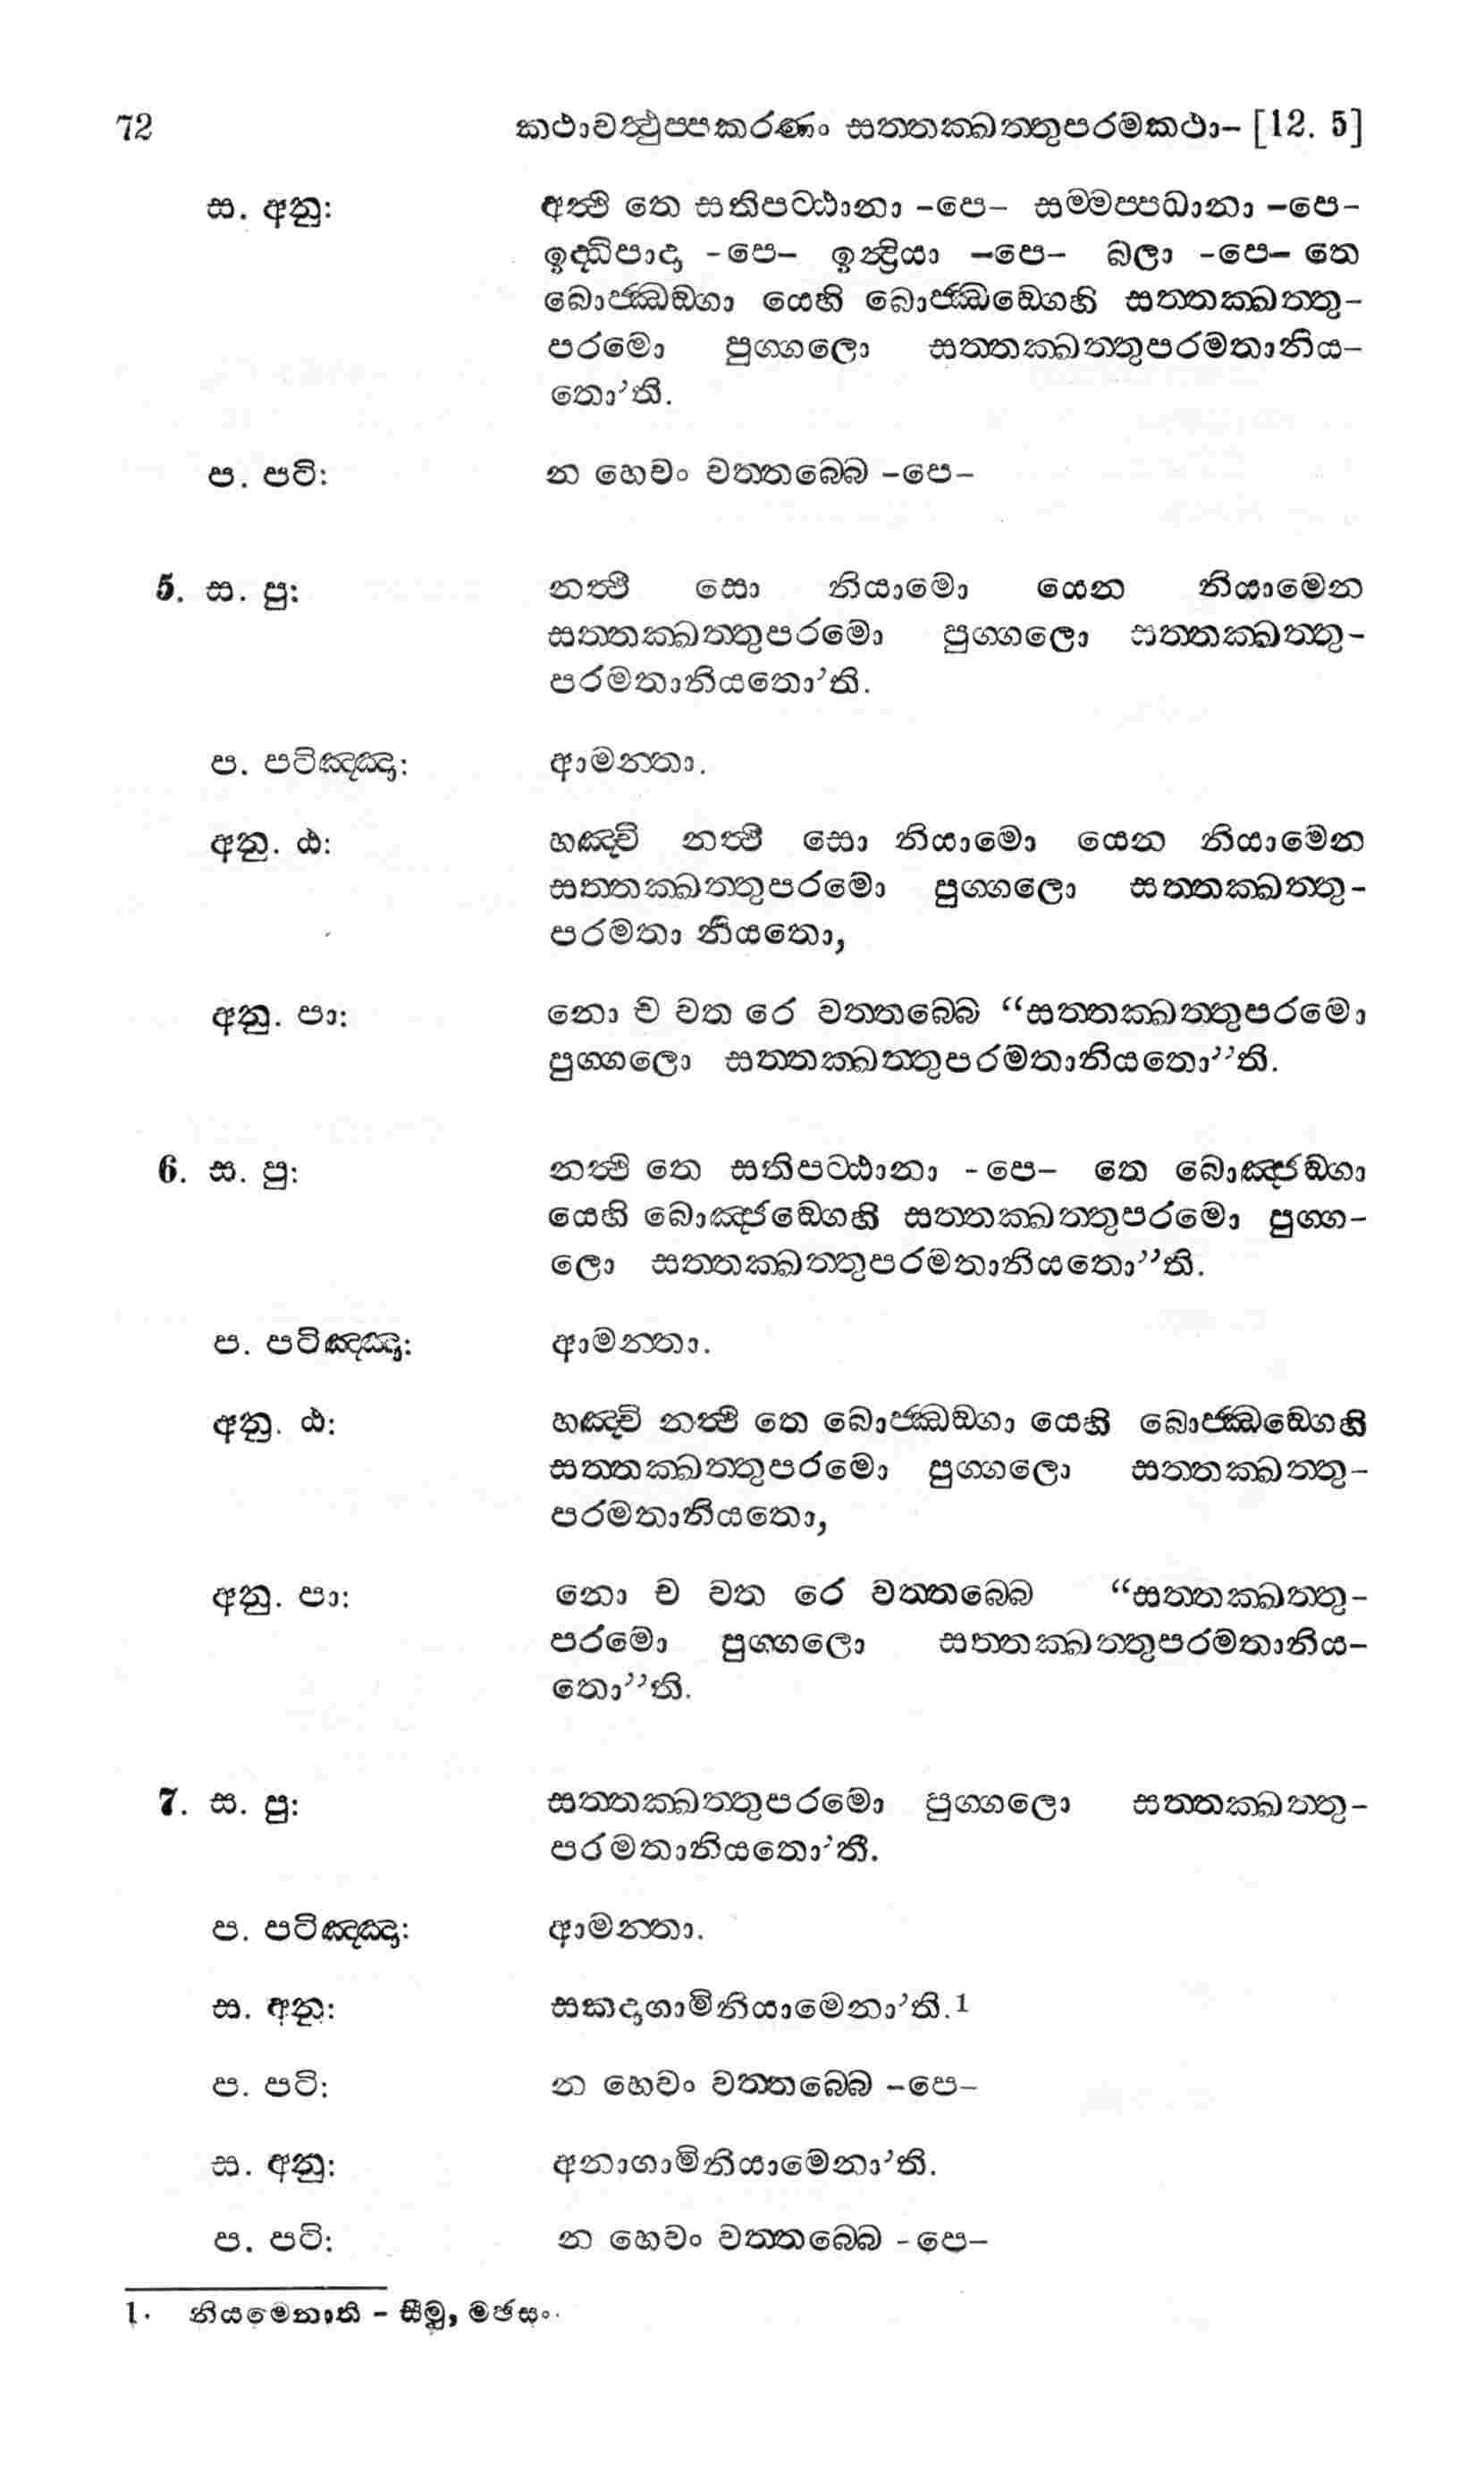 72 කථාවත්‍ථුප්පකරණං සත්තක්ඛත්තුපරමකථා- [12. 5]
ස. අනු: අත්‍ථි තෙ සතිපට්ඨානා -පෙ- සම්මප්පධානා -පෙ-
ඉද්ධිපාදා -පෙ- ඉන්ද්‍රියා -පෙ- බලා -පෙ- තෙ
බොජ්ඣඞ්ගා යෙහි බොජ්ඣඞ්ගෙහි සත්තක්ඛත්තු-
පරමො පුග්ගලො සත්තක්ඛත්තුපරමතානිය-
තො’ති.
ප. පටි: න හෙවං වත්තබ්බෙ -පෙ-
5. ස. පු: නත්‍ථි සො නියාමො යෙන නියාමෙන
සත්තක්ඛත්තුපරමො පුග්ගලො සත්තක්ඛත්තු-
පරමතානියතො’ති.
ප. පටිඤ්ඤා: ආමන්තා.
අනු. ඨ: හඤ්චි නත්‍ථි සො නියාමො යෙන නියාමෙන
සත්තක්ඛත්තුපරමො පුග්ගලො සත්තක්ඛත්තු-
පරමතා නියතො,
අනු. පා: නො ච වත රෙ වත්තබ්බෙ “සත්තක්ඛත්තුපරමො
පුග්ගලො සත්තක්ඛත්තුපරමතානියතො”ති.
6. ස. පු: නත්‍ථි තෙ සතිපට්ඨානා -පෙ- තෙ බොඤ්ජඞ්ගා
යෙහි බොඤ්ජඞ්ගෙහි සත්තක්ඛත්තුපරමො පුග්ග-
ලො සත්තක්ඛත්තුපරමතානියතො”ති.
ප. පටිඤ්ඤා: ආමන්තා.
අනු. ඨ: හඤ්චි නත්‍ථි තෙ බොජ්ඣඞ්ගා යෙහි බොජ්ඣඞ්ගෙහි
සත්තක්ඛත්තුපරමො පුග්ගලො සත්තක්ඛත්තු-
පරමතානියතො,
අනු. පා: නො ච වත රෙ වත්තබ්බෙ “සත්තක්ඛත්තු-
පරමො පුග්ගලො සත්තක්ඛත්තුපරමතානිය-
තො”ති.
7. ස. පු: සත්තක්ඛත්තුපරමො පුග්ගලො සත්තක්ඛත්තු-
පරමතානියතො’ති.
ප. පටිඤ්ඤා: ආමන්තා.
ස. අනු: සකදාගාමිනියාමෙනා’ති.1
ප. පටි: න හෙවං වත්තබ්බෙ -පෙ-
ස. අනු: අනාගාමිනියාමෙනා’ති.
ප. පටි: න හෙවං වත්තබ්බෙ -පෙ-
1. නියමෙනාති - සීමු, මඡසං.